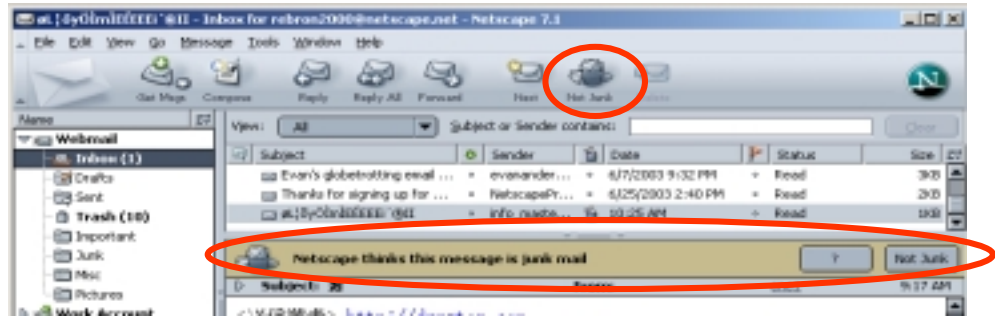 Inbox for rebron2000@netscape.net - Netscape 7.1
File Edit View Go Message Tools Window Help
Get Msgs Compose Reply Reply All Forward Next Not Junk
Name
View: All Subject or Sender contains: Clear
Webmail
Inbox (1)
Drafts
Sent
Trash (10)
Important
Junk
Misc
Pictures
Work Account
Subject Sender Date Status Size
Evan's globetrotting email ... evanander... 6/7/2003 9:32 PM Read 3KB
Thanks for signing up for ... NetscapePr... 6/25/2003 2:40 PM Read 2KB
info_maste... 10:25 AM Read
Netscape thinks this message is junk mail ? Not Junk
Subject: 9:17 AM